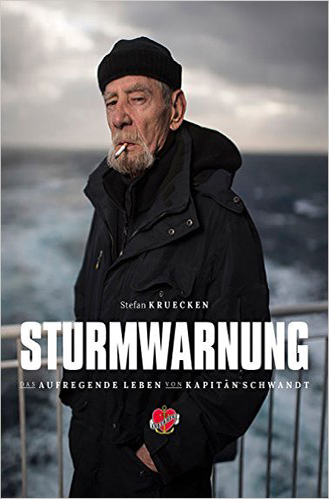 Stefan KRUECKEN
STURMWARNUNG
DAS AUFREGENDE LEBEN VON KAPITÄN SCHWANDT